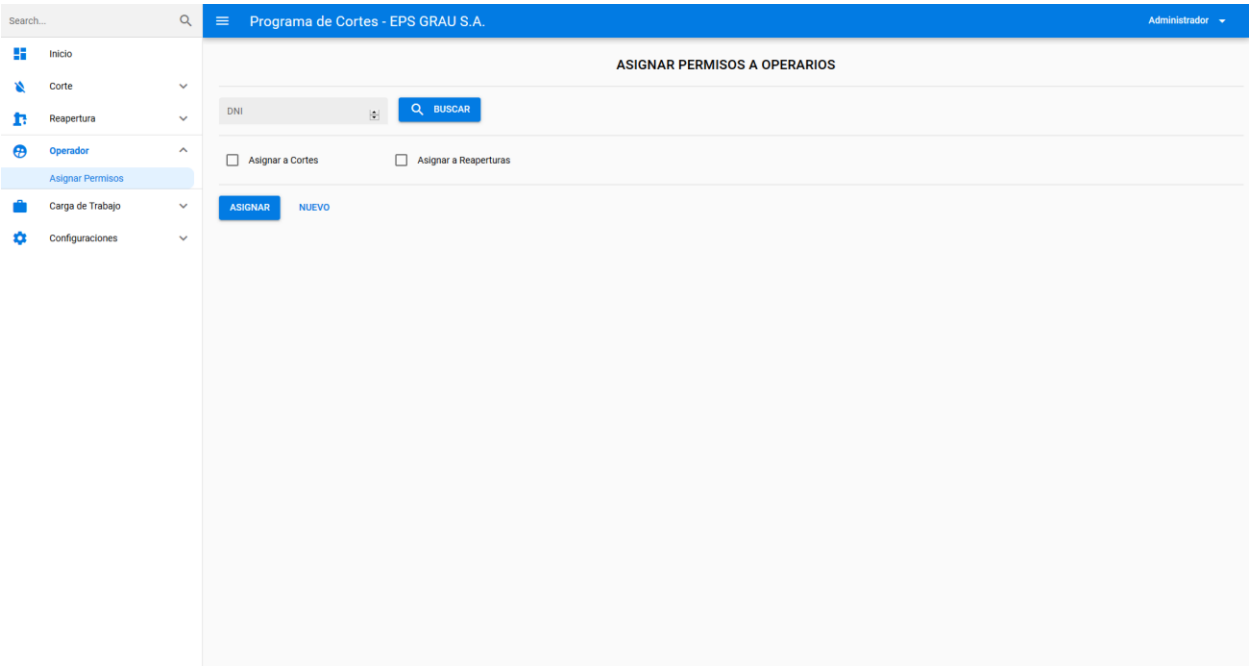 Search...
Programa de Cortes - EPS GRAU S.A.
Administrador
Inicio
Corte
Reapertura
Operador
Asignar Permisos
Carga de Trabajo
Configuraciones
ASIGNAR PERMISOS A OPERARIOS
DNI
BUSCAR
Asignar a Cortes
Asignar a Reaperturas
ASIGNAR
NUEVO